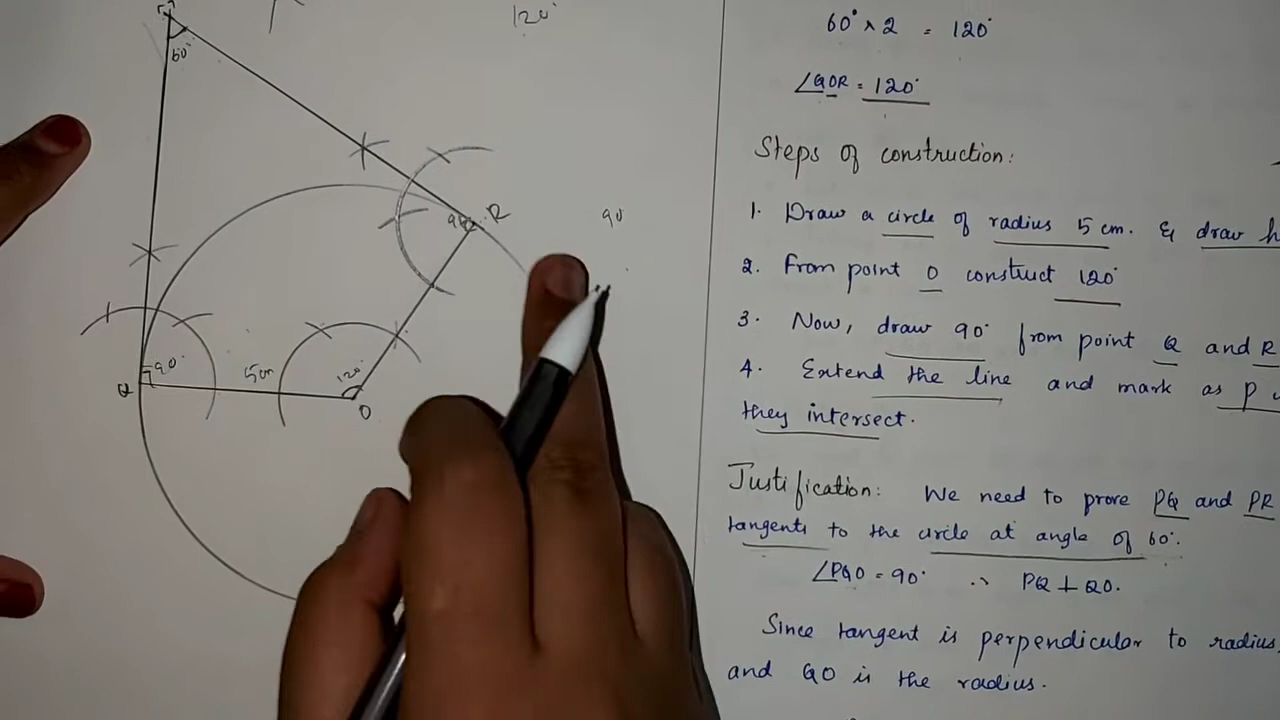 120°
60°
R
90
90
90°
5cm
120°
Q
O
60° × 2 = 120°
∠QOR = 120°
Steps of construction:
1. Draw a circle of radius 5 cm. & draw
2. From point O construct 120°
3. Now, draw 90° from point Q and R
4. Extend the line and mark as P
they intersect.
Justification: We need to prove PQ and PR
tangents to the circle at angle of 60°.
∠PQO = 90° ∴ PQ ⊥ QO.
Since tangent is perpendicular to radius,
and QO is the radius.